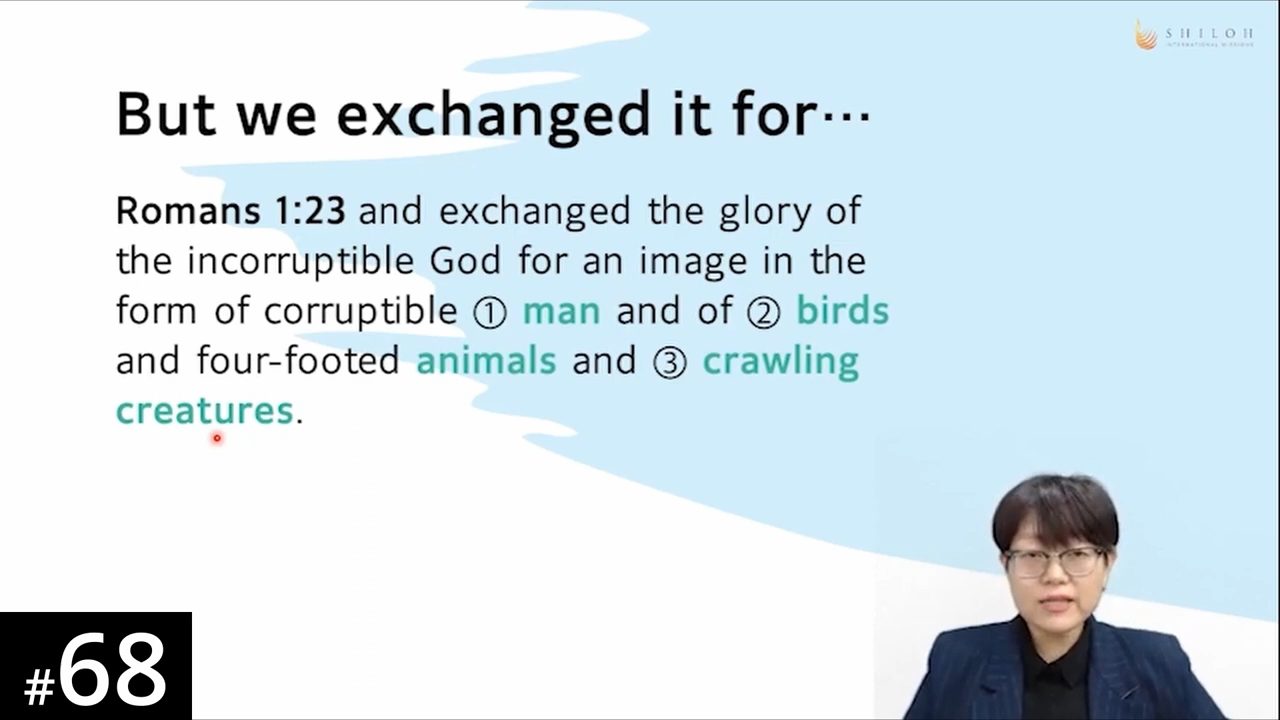 SHILOH
INTERNATIONAL MISSIONS
But we exchanged it for⋯
Romans 1:23 and exchanged the glory of
the incorruptible God for an image in the
form of corruptible ① man and of ② birds
and four-footed animals and ③ crawling
creatures.
#68